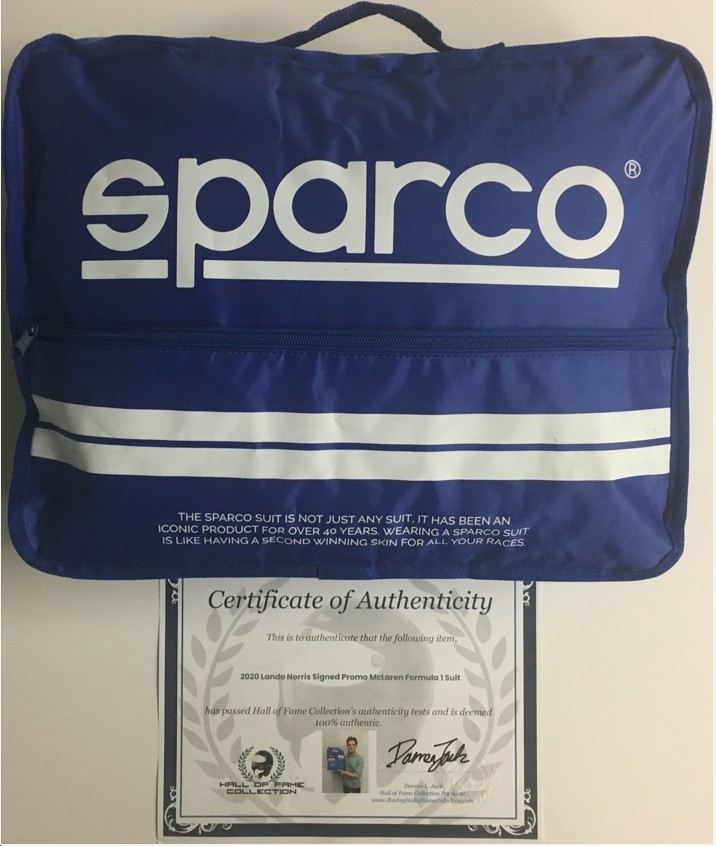 sparco®
THE SPARCO SUIT IS NOT JUST ANY SUIT. IT HAS BEEN AN
ICONIC PRODUCT FOR OVER 40 YEARS. WEARING A SPARCO SUIT
IS LIKE HAVING A SECOND WINNING SKIN FOR ALL YOUR RACES.
Certificate of Authenticity
This is to authenticate that the following item,
2020 Lando Norris Signed Promo McLaren Formula 1 Suit
has passed Hall of Fame Collection's authenticity tests and is deemed
100% authentic.
HALL OF FAME
COLLECTION
Darren L. Jack
Hall of Fame Collection